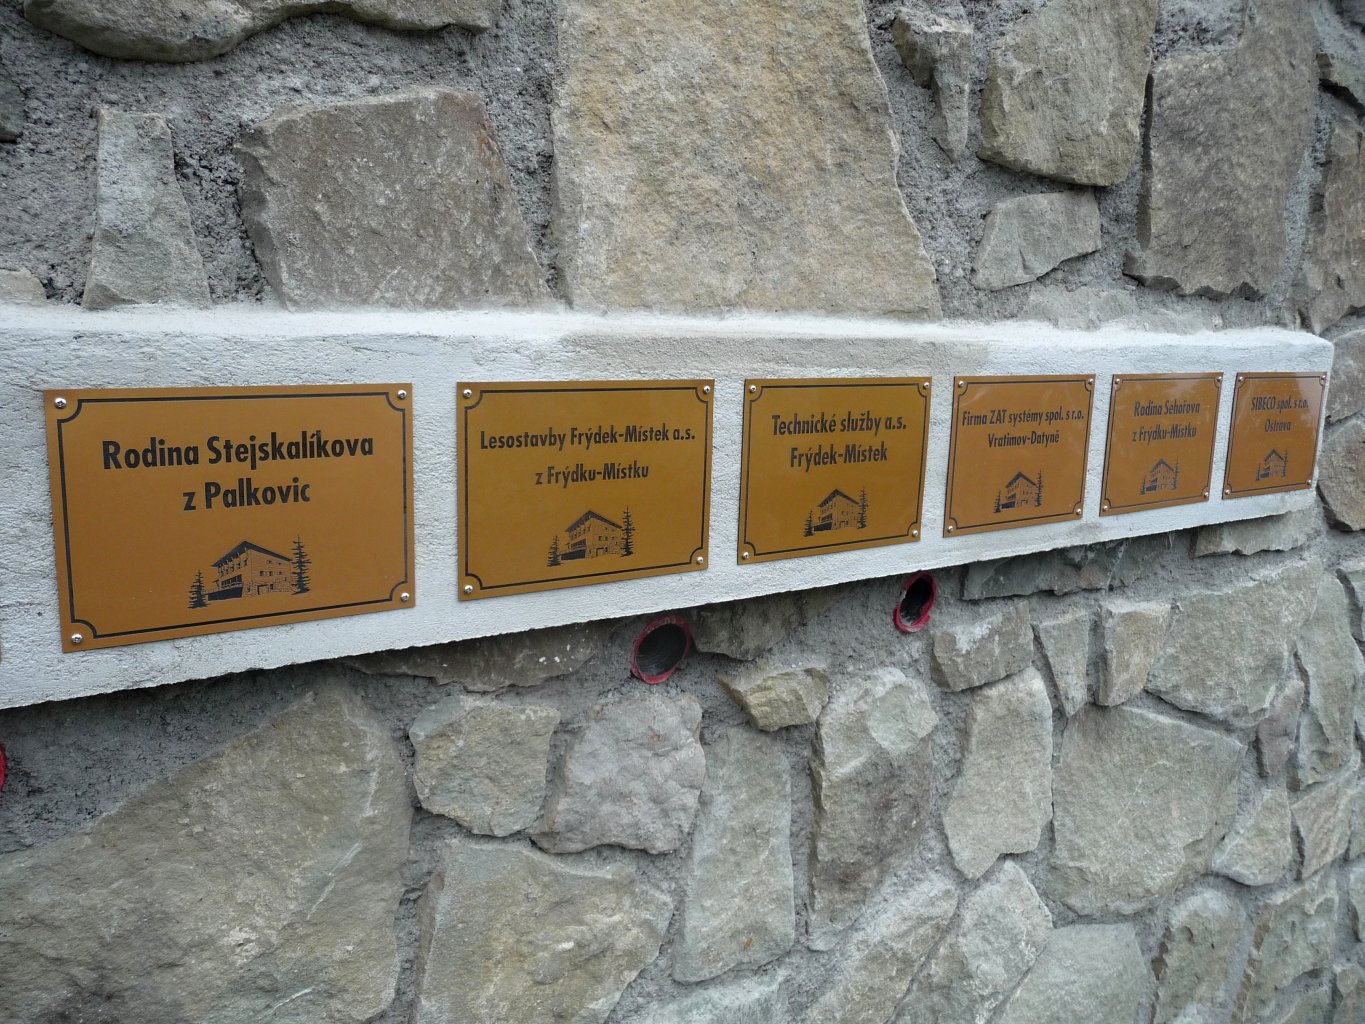 Rodina Stejskalíkova
z Palkovic
Lesostavby Frýdek-Místek a.s.
z Frýdku-Místku
Technické služby a.s.
Frýdek-Místek
Firma ZAT systémy spol. s r.o.
Vratimov-Datyně
Rodina Sehořova
z Frýdku-Místku
SIBECO spol. s r.o.
Ostrava